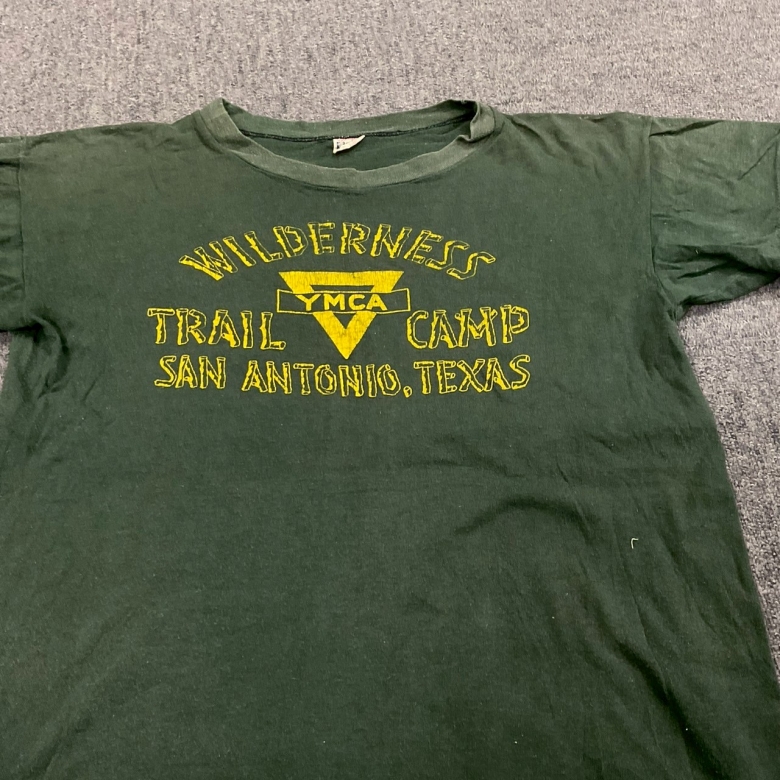 WILDERNESS
YMCA
TRAIL CAMP
SAN ANTONIO, TEXAS